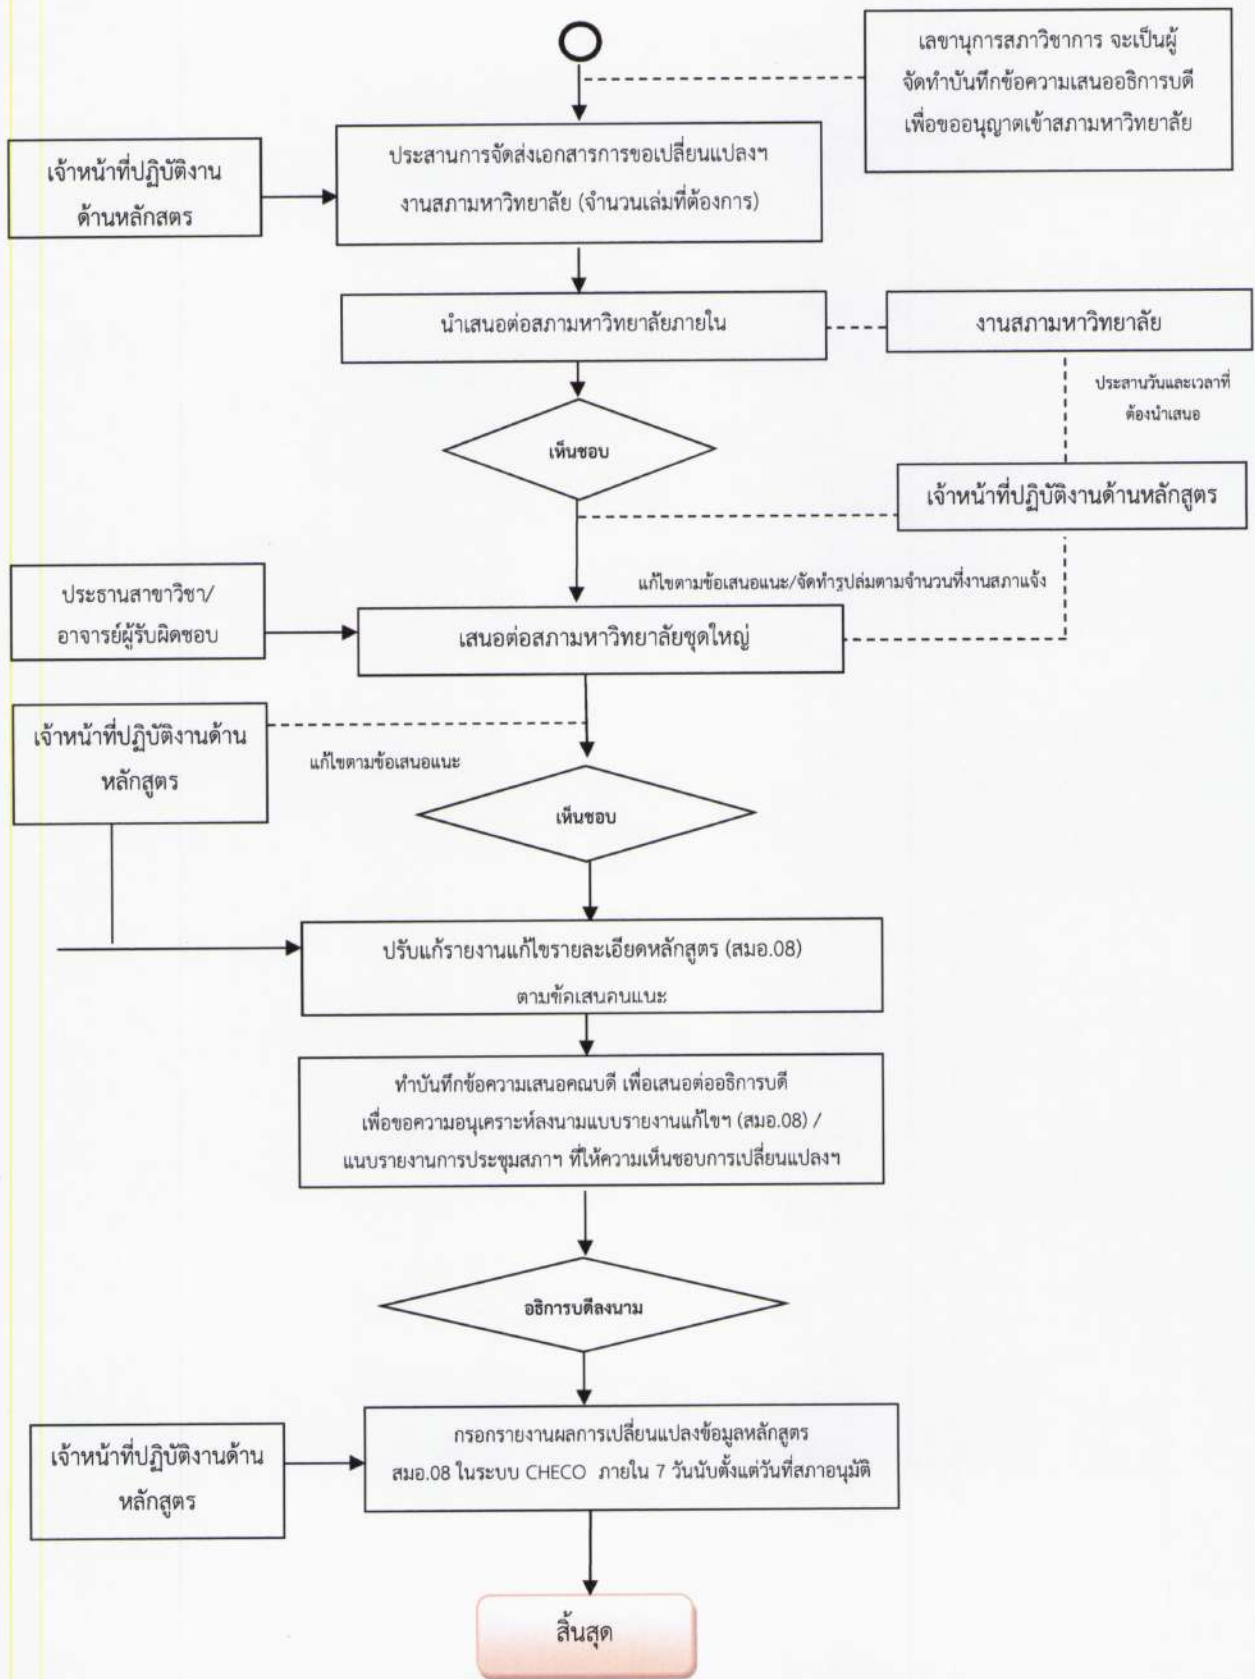 เลขานุการสภาวิชาการ จะเป็นผู้
จัดทำบันทึกข้อความเสนออธิการบดี
เพื่อขออนุญาตเข้าสภามหาวิทยาลัย
เจ้าหน้าที่ปฏิบัติงาน
ด้านหลักสตร
ประสานการจัดส่งเอกสารการขอเปลี่ยนแปลงฯ
งานสภามหาวิทยาลัย (จำนวนเล่มที่ต้องการ)
นำเสนอต่อสภามหาวิทยาลัยภายใน
งานสภามหาวิทยาลัย
ประสานวันและเวลาที่
ต้องนำเสนอ
เห็นชอบ
เจ้าหน้าที่ปฏิบัติงานด้านหลักสูตร
แก้ไขตามข้อเสนอแนะ/จัดทำรูปล่มตามจำนวนที่งานสภาแจ้ง
ประธานสาขาวิชา/
อาจารย์ผู้รับผิดชอบ
เสนอต่อสภามหาวิทยาลัยชุดใหญ่
เจ้าหน้าที่ปฏิบัติงานด้าน
หลักสูตร
แก้ไขตามข้อเสนอแนะ
เห็นชอบ
ปรับแก้รายงานแก้ไขรายละเอียดหลักสูตร (สมอ.08)
ตามข้อเสนอนแนะ
ทำบันทึกข้อความเสนอคณบดี เพื่อเสนอต่ออธิการบดี
เพื่อขอความอนุเคราะห์ลงนามแบบรายงานแก้ไขฯ (สมอ.08) /
แนบรายงานการประชุมสภาฯ ที่ให้ความเห็นชอบการเปลี่ยนแปลงฯ
อธิการบดีลงนาม
เจ้าหน้าที่ปฏิบัติงานด้าน
หลักสูตร
กรอกรายงานผลการเปลี่ยนแปลงข้อมูลหลักสูตร
สมอ.08 ในระบบ CHECO ภายใน 7 วันนับตั้งแต่วันที่สภาอนุมัติ
สิ้นสุด